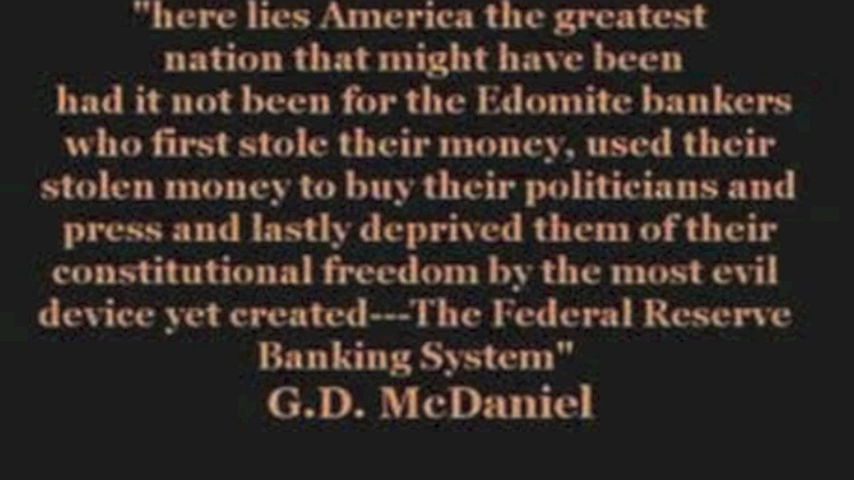 "here lies America the greatest
nation that might have been
had it not been for the Edomite bankers
who first stole their money, used their
stolen money to buy their politicians and
press and lastly deprived them of their
constitutional freedom by the most evil
device yet created---The Federal Reserve
Banking System"
G.D. McDaniel